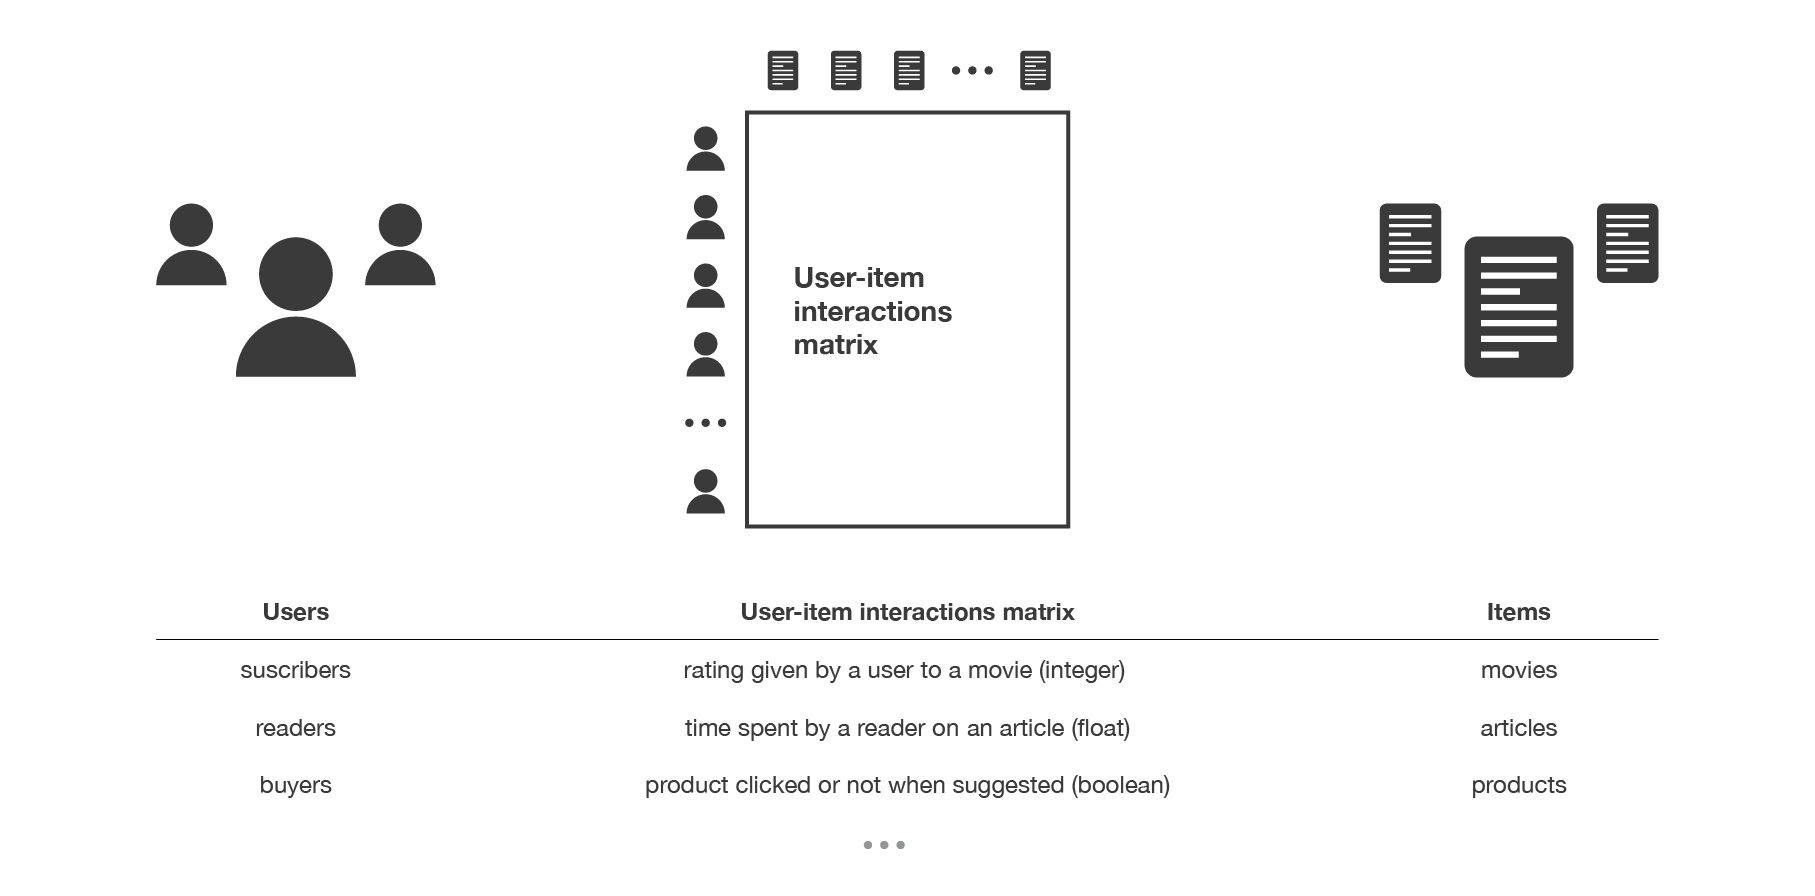 User-item
interactions
matrix
Users User-item interactions matrix Items
suscribers rating given by a user to a movie (integer) movies
readers time spent by a reader on an article (float) articles
buyers product clicked or not when suggested (boolean) products